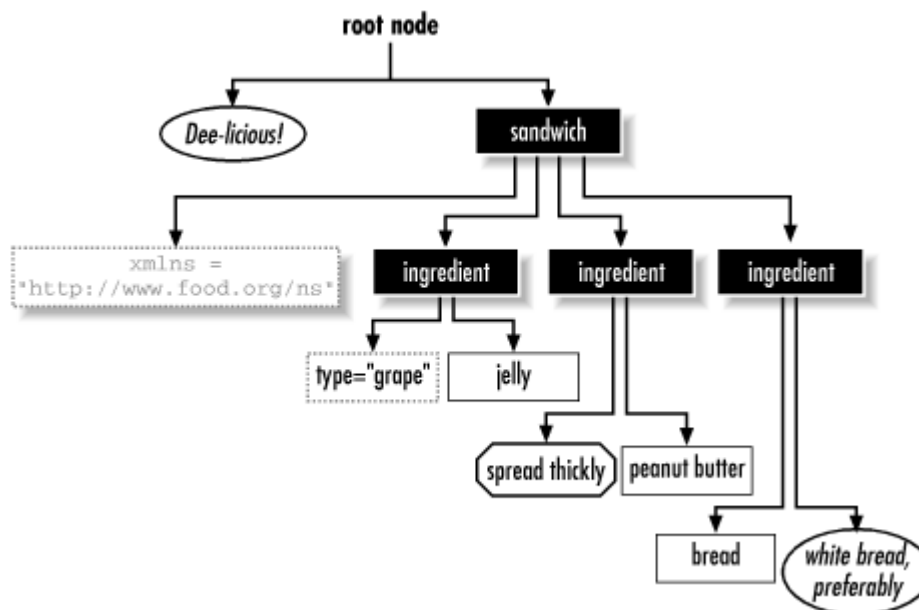 root node
Dee-licious!
sandwich
xmlns =
"http://www.food.org/ns"
ingredient
ingredient
ingredient
type="grape"
jelly
spread thickly
peanut butter
bread
white bread,
preferably